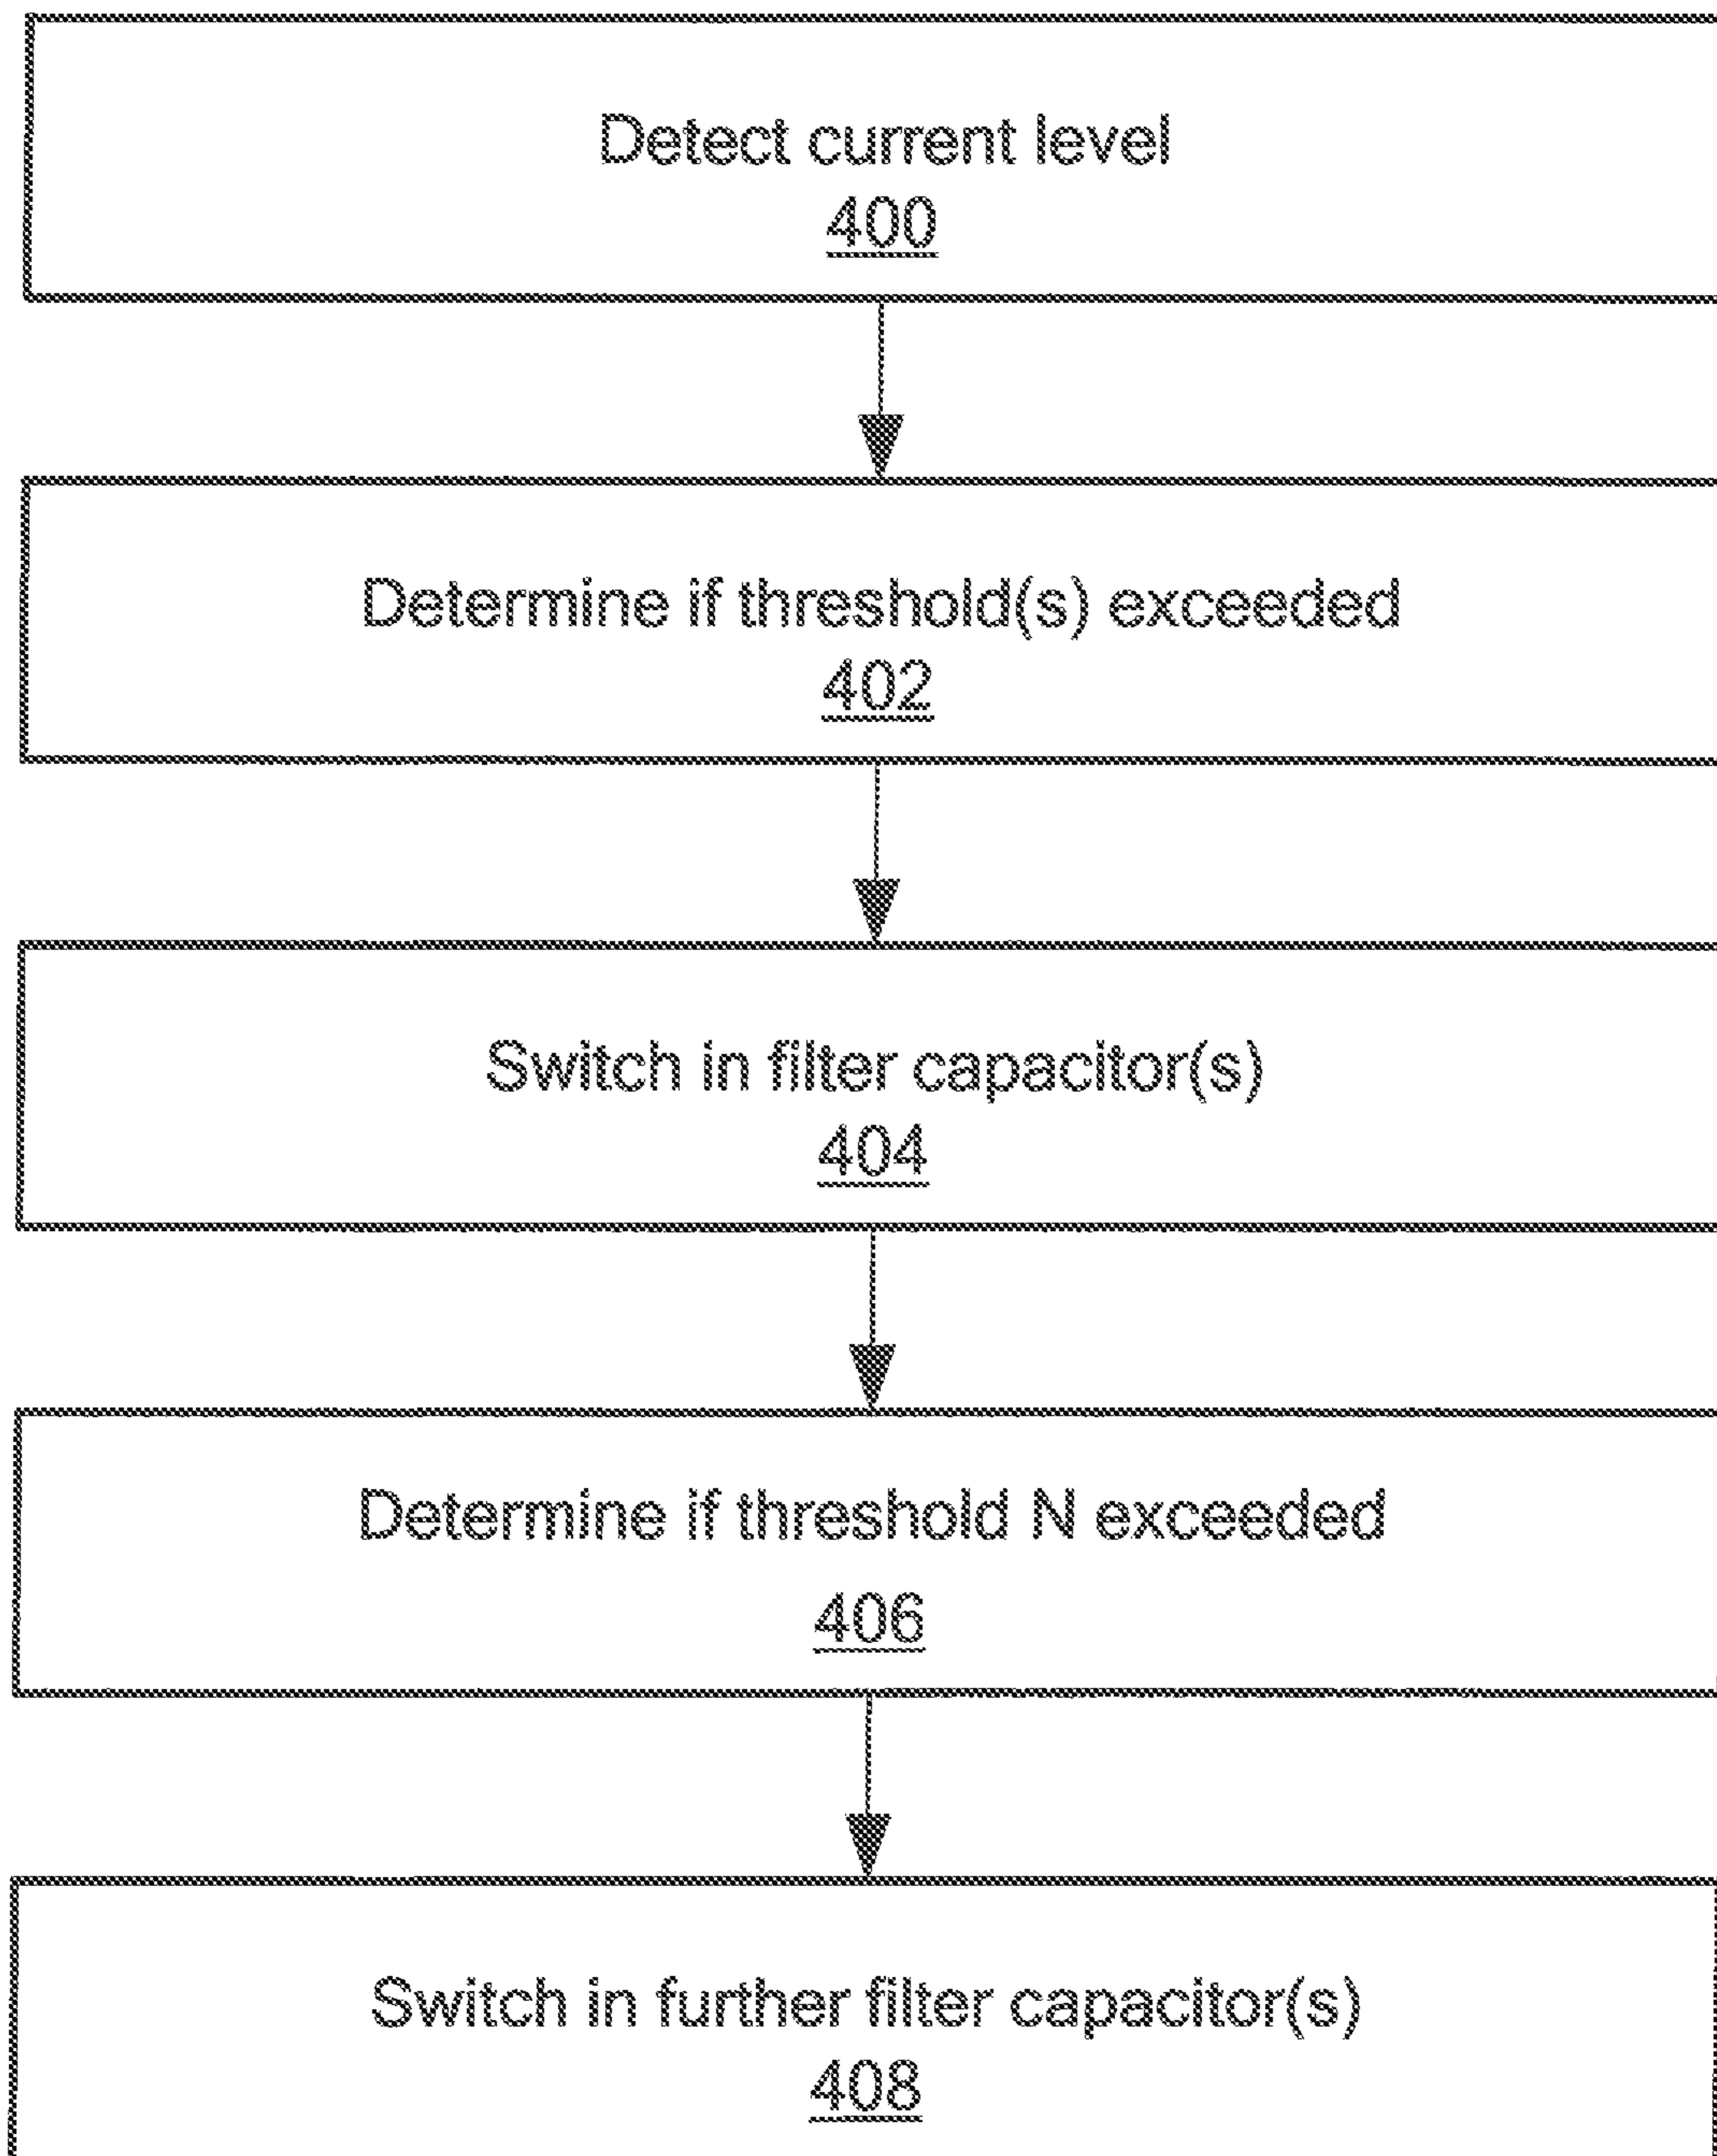 Detect current level
400
Determine if threshold(s) exceeded
402
Switch in filter capacitor(s)
404
Determine if threshold N exceeded
406
Switch in further filter capacitor(s)
408